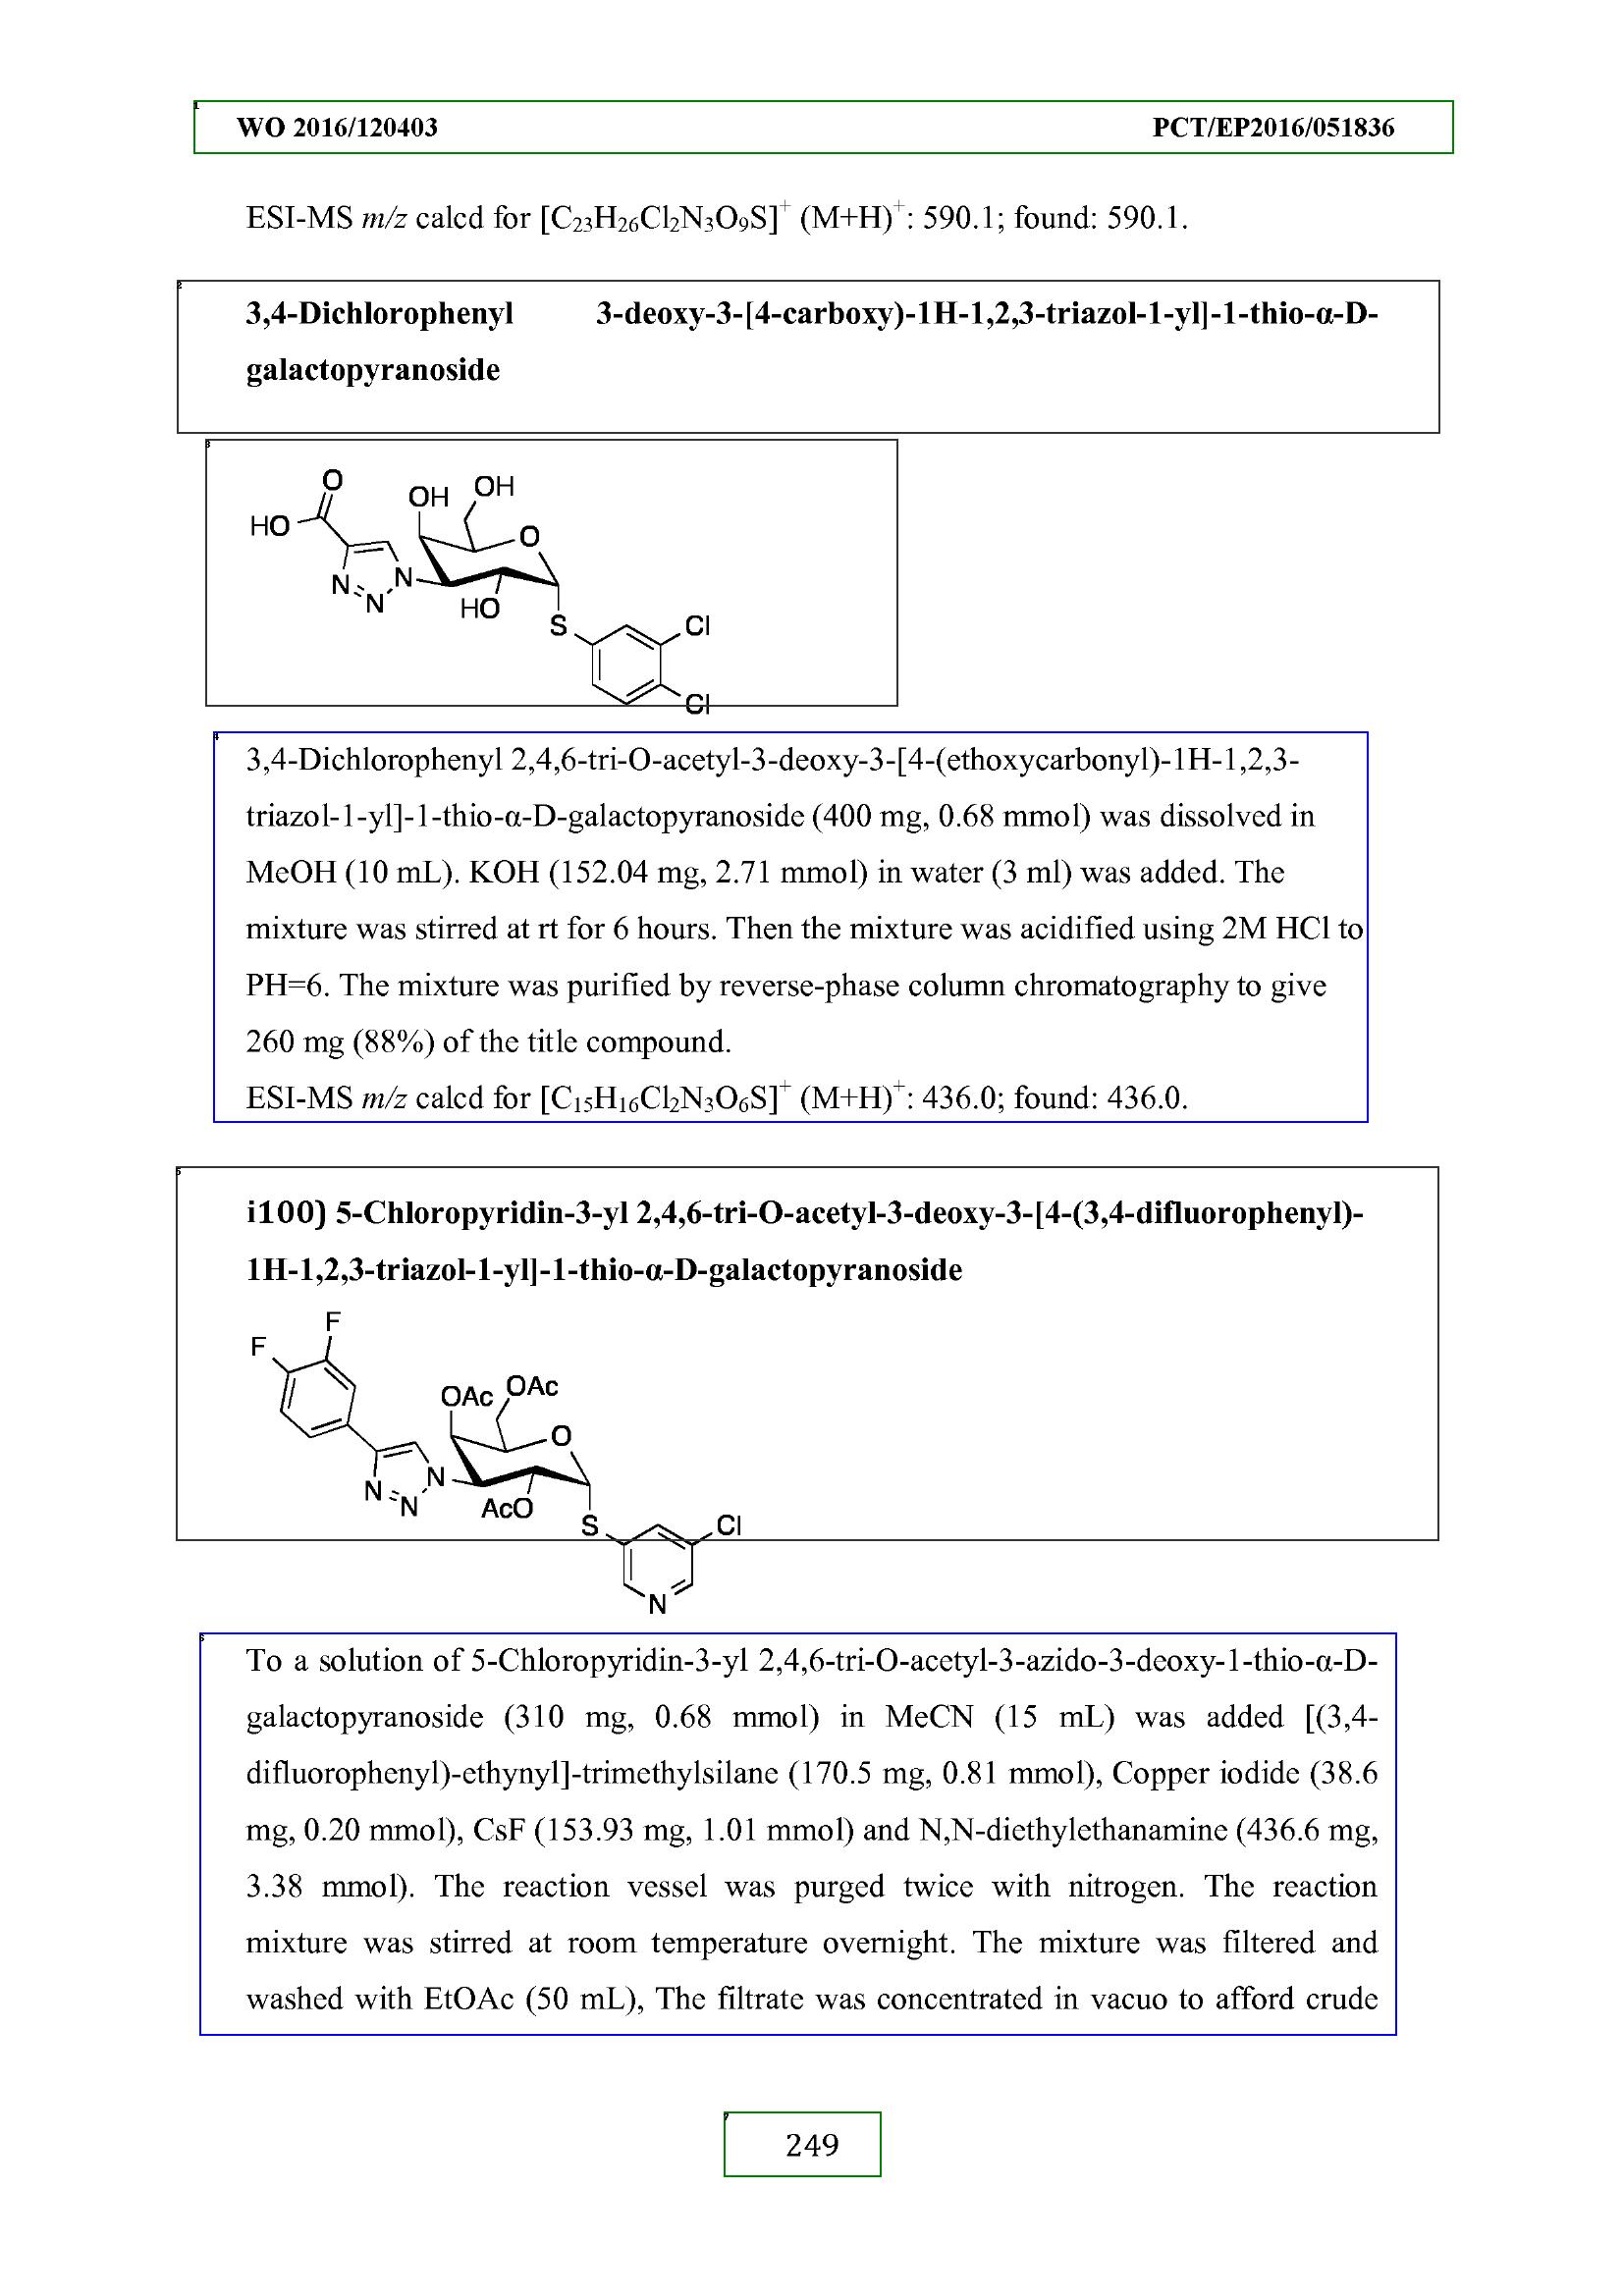 WO 2016/120403 PCT/EP2016/051836
ESI-MS m/z calcd for [C23H26Cl2N3O9S]+ (M+H)+: 590.1; found: 590.1.
3,4-Dichlorophenyl 3-deoxy-3-[4-carboxy)-1H-1,2,3-triazol-1-yl]-1-thio-α-D-
galactopyranoside
O
OH
OH
HO
O
N
N
N
HO
S
Cl
Cl
3,4-Dichlorophenyl 2,4,6-tri-O-acetyl-3-deoxy-3-[4-(ethoxycarbonyl)-1H-1,2,3-
triazol-1-yl]-1-thio-α-D-galactopyranoside (400 mg, 0.68 mmol) was dissolved in
MeOH (10 mL). KOH (152.04 mg, 2.71 mmol) in water (3 ml) was added. The
mixture was stirred at rt for 6 hours. Then the mixture was acidified using 2M HCl to
PH=6. The mixture was purified by reverse-phase column chromatography to give
260 mg (88%) of the title compound.
ESI-MS m/z calcd for [C15H16Cl2N3O6S]+ (M+H)+: 436.0; found: 436.0.
i100) 5-Chloropyridin-3-yl 2,4,6-tri-O-acetyl-3-deoxy-3-[4-(3,4-difluorophenyl)-
1H-1,2,3-triazol-1-yl]-1-thio-α-D-galactopyranoside
F
F
OAc
OAc
O
N
N
N
AcO
S
Cl
N
To a solution of 5-Chloropyridin-3-yl 2,4,6-tri-O-acetyl-3-azido-3-deoxy-1-thio-α-D-
galactopyranoside (310 mg, 0.68 mmol) in MeCN (15 mL) was added [(3,4-
difluorophenyl)-ethynyl]-trimethylsilane (170.5 mg, 0.81 mmol), Copper iodide (38.6
mg, 0.20 mmol), CsF (153.93 mg, 1.01 mmol) and N,N-diethylethanamine (436.6 mg,
3.38 mmol). The reaction vessel was purged twice with nitrogen. The reaction
mixture was stirred at room temperature overnight. The mixture was filtered and
washed with EtOAc (50 mL), The filtrate was concentrated in vacuo to afford crude
249